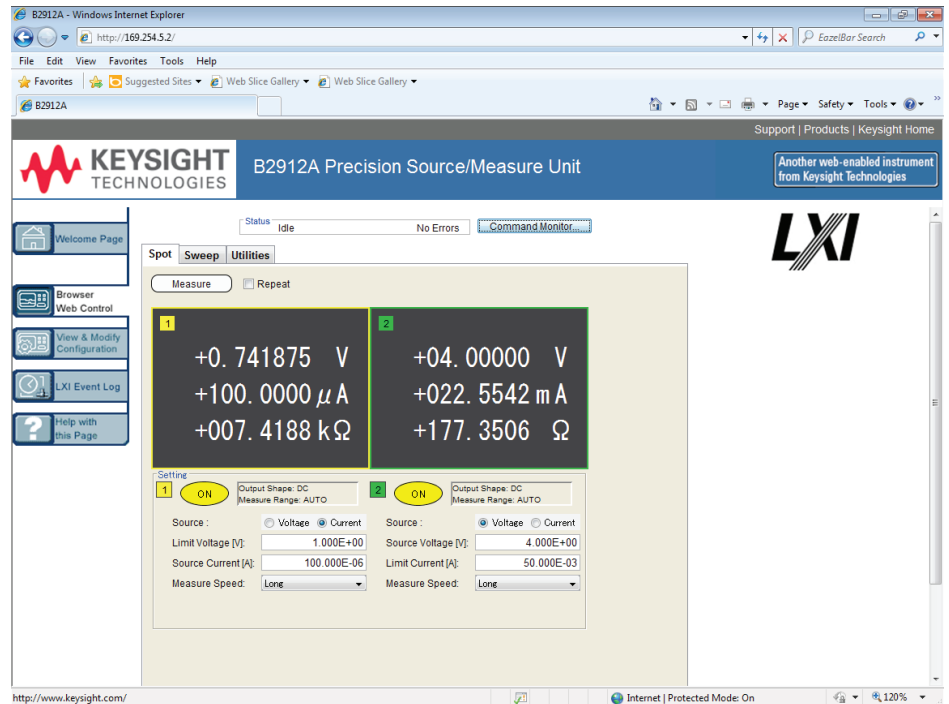 B2912A - Windows Internet Explorer
http://169.254.5.2/
EazelBar Search
File Edit View Favorites Tools Help
Favorites Suggested Sites Web Slice Gallery Web Slice Gallery
B2912A
Page Safety Tools
Support | Products | Keysight Home
KEYSIGHT
TECHNOLOGIES
B2912A Precision Source/Measure Unit
Another web-enabled instrument
from Keysight Technologies
Welcome Page
Browser
Web Control
View & Modify
Configuration
LXI Event Log
Help with
this Page
Status
Idle No Errors
Command Monitor...
LXI
Spot Sweep Utilities
Measure Repeat
1
+0.741875 V
+100.0000 μA
+007.4188 kΩ
2
+04.00000 V
+022.5542 mA
+177.3506 Ω
Setting
1 ON
Output Shape: DC
Measure Range: AUTO
Source : Voltage Current
Limit Voltage [V]: 1.000E+00
Source Current [A]: 100.000E-06
Measure Speed: Long
2 ON
Output Shape: DC
Measure Range: AUTO
Source : Voltage Current
Source Voltage [V]: 4.000E+00
Limit Current [A]: 50.000E-03
Measure Speed: Long
http://www.keysight.com/
Internet | Protected Mode: On
120%